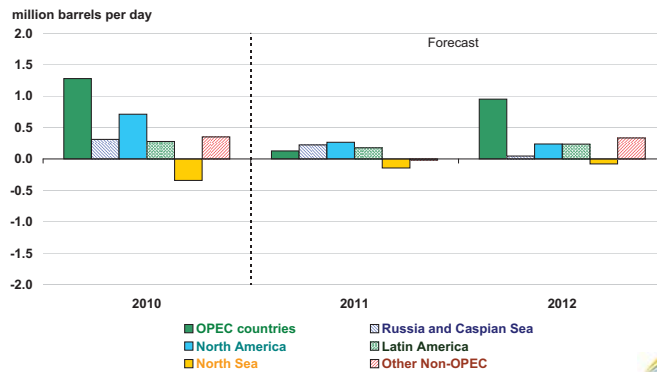 million barrels per day
2.0
Forecast
1.5
1.0
0.5
0.0
-0.5
-1.0
-1.5
-2.0
2010 2011 2012
OPEC countries Russia and Caspian Sea
North America Latin America
North Sea Other Non-OPEC